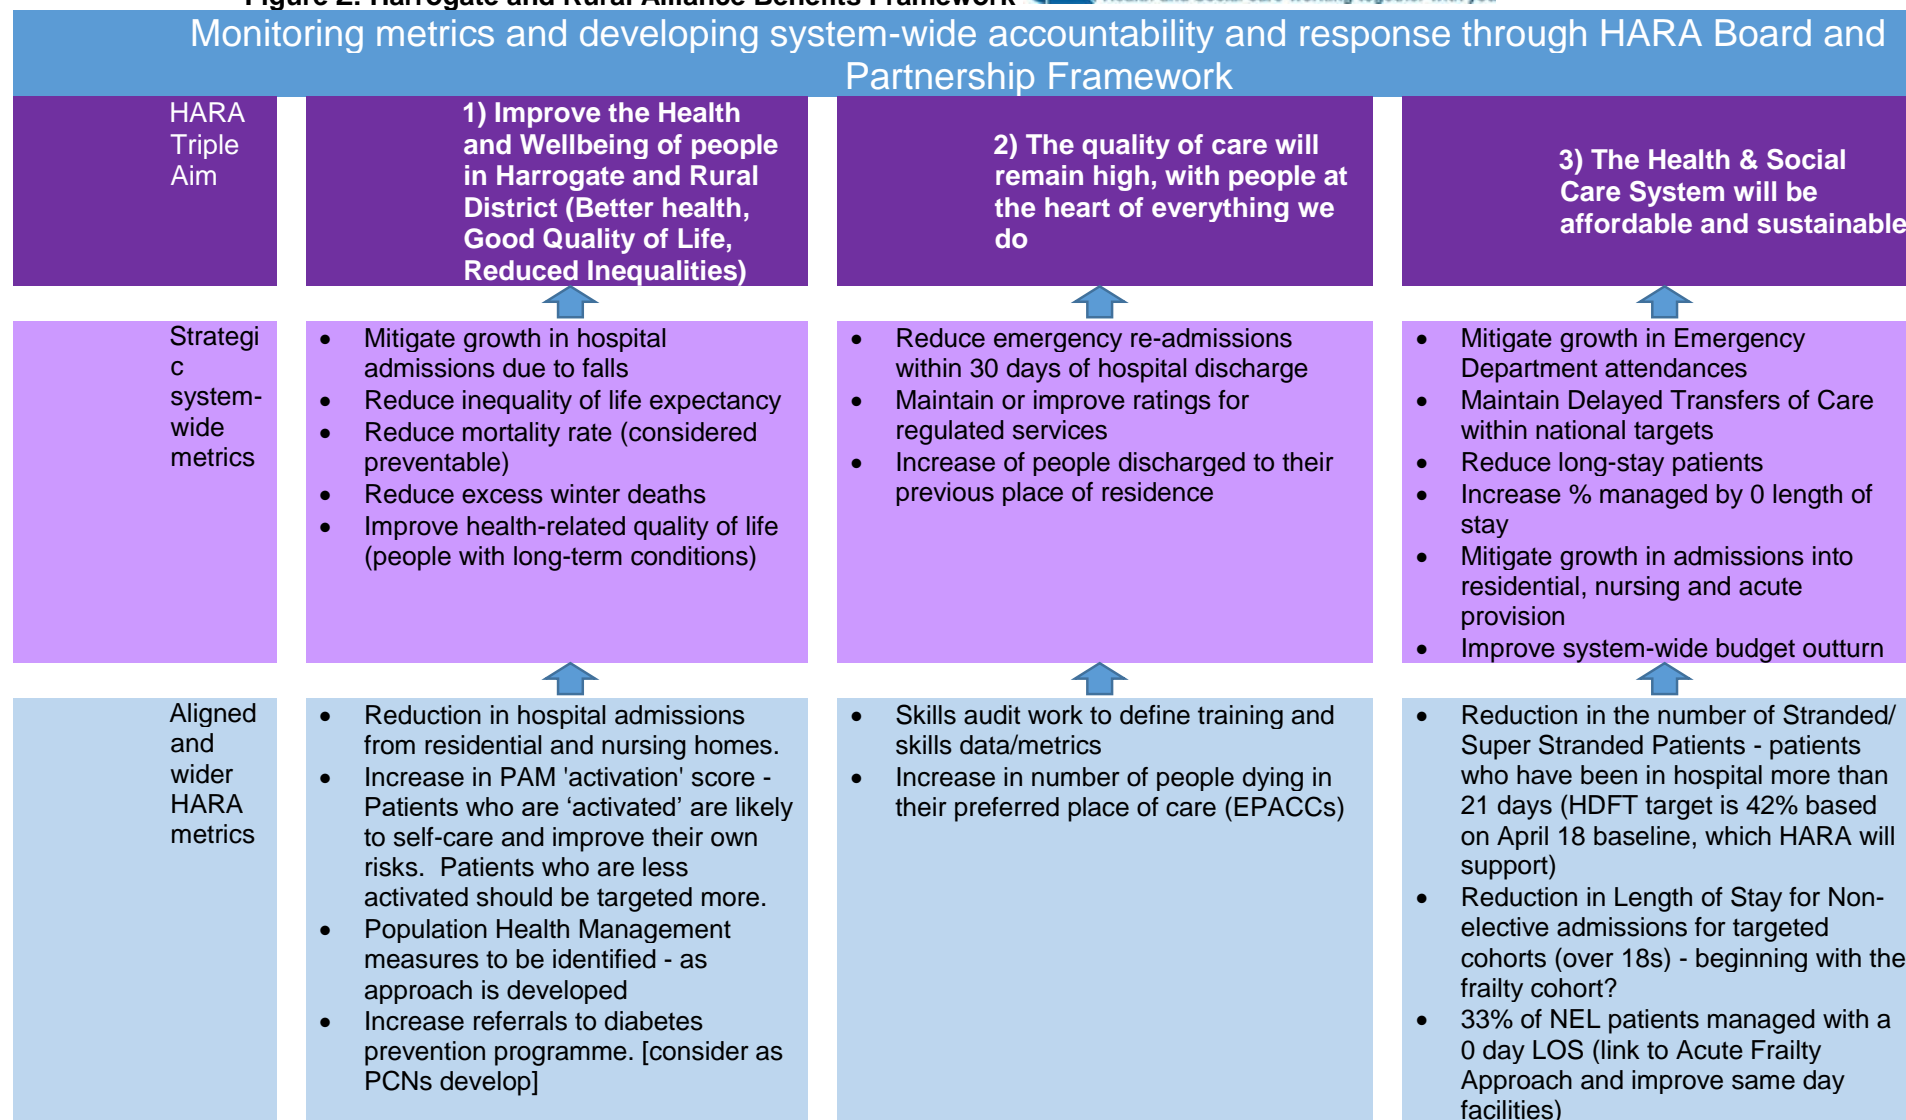 Figure 2: Harrogate and Rural Alliance Benefits Framework
Health and Social Care working together with you
Monitoring metrics and developing system-wide accountability and response through HARA Board and
Partnership Framework
HARA
Triple
Aim
1) Improve the Health
and Wellbeing of people
in Harrogate and Rural
District (Better health,
Good Quality of Life,
Reduced Inequalities)
2) The quality of care will
remain high, with people at
the heart of everything we
do
3) The Health & Social
Care System will be
affordable and sustainable
Strategi
c
system-
wide
metrics
• Mitigate growth in hospital
admissions due to falls
• Reduce inequality of life expectancy
• Reduce mortality rate (considered
preventable)
• Reduce excess winter deaths
• Improve health-related quality of life
(people with long-term conditions)
• Reduce emergency re-admissions
within 30 days of hospital discharge
• Maintain or improve ratings for
regulated services
• Increase of people discharged to their
previous place of residence
• Mitigate growth in Emergency
Department attendances
• Maintain Delayed Transfers of Care
within national targets
• Reduce long-stay patients
• Increase % managed by 0 length of
stay
• Mitigate growth in admissions into
residential, nursing and acute
provision
• Improve system-wide budget outturn
Aligned
and
wider
HARA
metrics
• Reduction in hospital admissions
from residential and nursing homes.
• Increase in PAM 'activation' score -
Patients who are ‘activated’ are likely
to self-care and improve their own
risks.  Patients who are less
activated should be targeted more.
• Population Health Management
measures to be identified - as
approach is developed
• Increase referrals to diabetes
prevention programme. [consider as
PCNs develop]
• Skills audit work to define training and
skills data/metrics
• Increase in number of people dying in
their preferred place of care (EPACCs)
• Reduction in the number of Stranded/
Super Stranded Patients - patients
who have been in hospital more than
21 days (HDFT target is 42% based
on April 18 baseline, which HARA will
support)
• Reduction in Length of Stay for Non-
elective admissions for targeted
cohorts (over 18s) - beginning with the
frailty cohort?
• 33% of NEL patients managed with a
0 day LOS (link to Acute Frailty
Approach and improve same day
facilities)